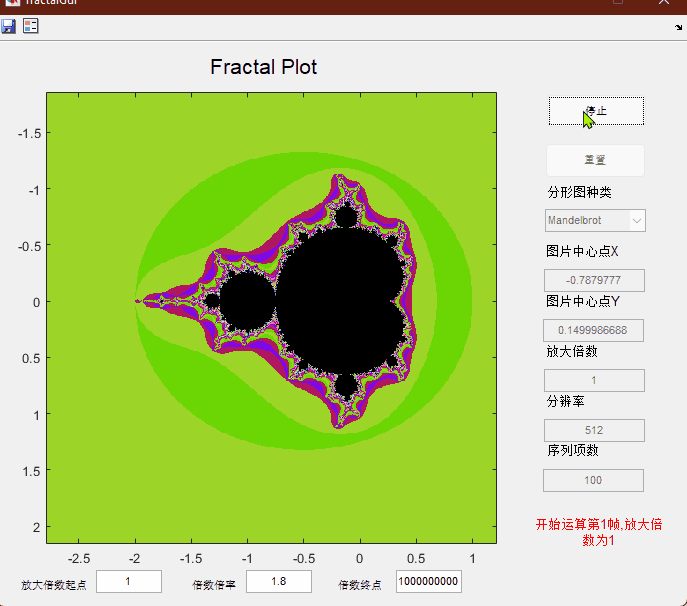 fractalGui
Fractal Plot
-1.5
-1
-0.5
0
0.5
1
1.5
2
-2.5
-2
-1.5
-1
-0.5
0
0.5
1
停止
重置
分形图种类
Mandelbrot
图片中心点X
-0.7879777
图片中心点Y
0.1499986688
放大倍数
1
分辨率
512
序列项数
100
开始运算第1帧,放大倍
数为1
放大倍数起点
1
倍数倍率
1.8
倍数终点
1000000000